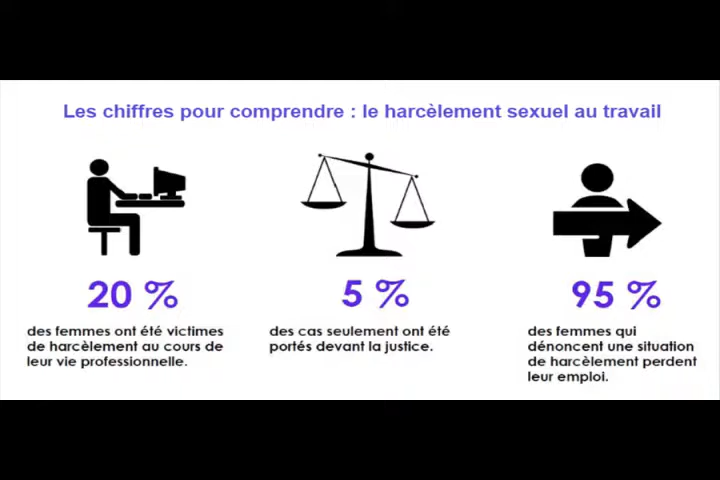 Les chiffres pour comprendre : le harcèlement sexuel au travail
20 %
des femmes ont été victimes
de harcèlement au cours de
leur vie professionnelle.
5 %
des cas seulement ont été
portés devant la justice.
95 %
des femmes qui
dénoncent une situation
de harcèlement perdent
leur emploi.